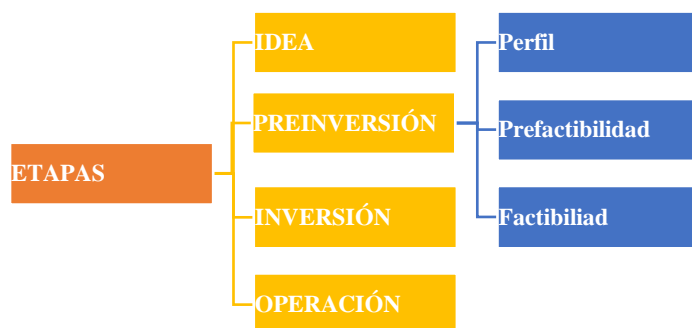 IDEA
Perfil
PREINVERSIÓN
Prefactibilidad
ETAPAS
INVERSIÓN
Factibiliad
OPERACIÓN